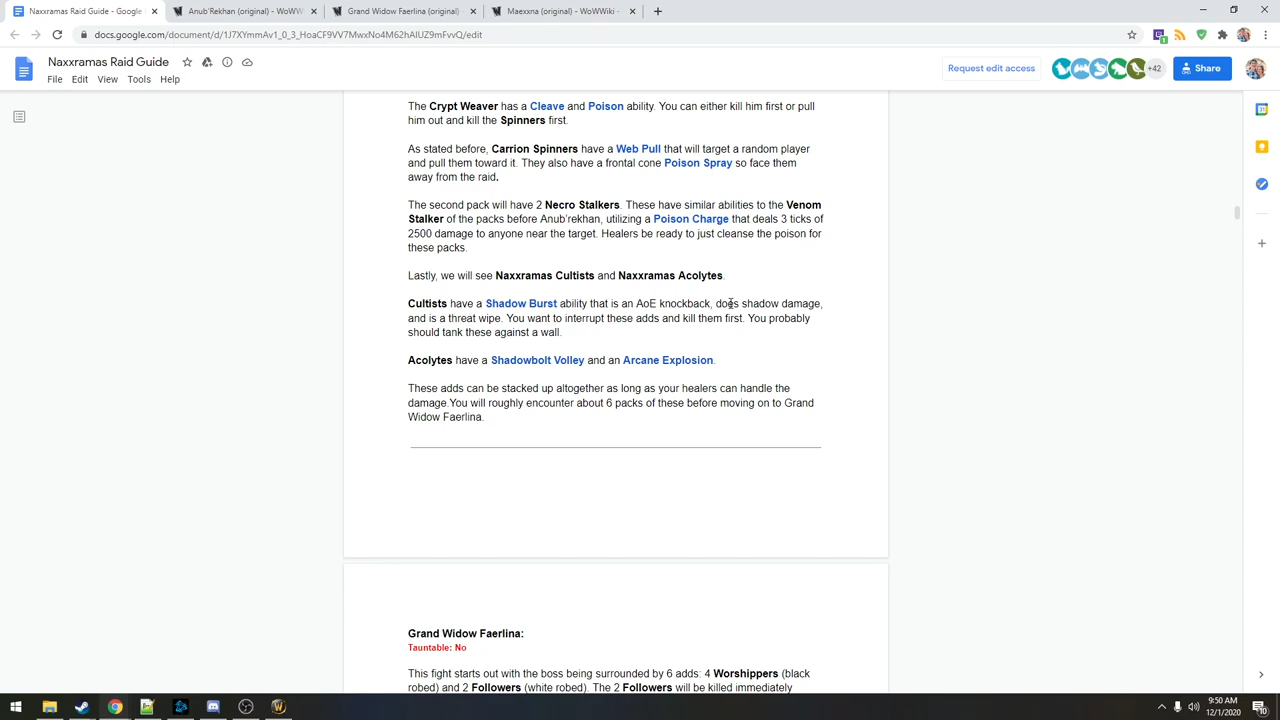 Naxxramas Raid Guide - Google
Anub'Rekhan (original) - WoWW
Grand Widow Faerlina (original)
Maexxna (original) - WoWWiki -
docs.google.com/document/d/1J7XYmmAv1_0_3_HoaCF9VV7MwxNo4M62hAlUZ9mFvvQ/edit
1
Naxxramas Raid Guide
File Edit View Tools Help
Request edit access
+42
Share
The Crypt Weaver has a Cleave and Poison ability. You can either kill him first or pull
him out and kill the Spinners first.
As stated before, Carrion Spinners have a Web Pull that will target a random player
and pull them toward it. They also have a frontal cone Poison Spray so face them
away from the raid.
The second pack will have 2 Necro Stalkers. These have similar abilities to the Venom
Stalker of the packs before Anub'rekhan, utilizing a Poison Charge that deals 3 ticks of
2500 damage to anyone near the target. Healers be ready to just cleanse the poison for
these packs.
Lastly, we will see Naxxramas Cultists and Naxxramas Acolytes.
Cultists have a Shadow Burst ability that is an AoE knockback, does shadow damage,
and is a threat wipe. You want to interrupt these adds and kill them first. You probably
should tank these against a wall.
Acolytes have a Shadowbolt Volley and an Arcane Explosion.
These adds can be stacked up altogether as long as your healers can handle the
damage.You will roughly encounter about 6 packs of these before moving on to Grand
Widow Faerlina.
Grand Widow Faerlina:
Tauntable: No
This fight starts out with the boss being surrounded by 6 adds: 4 Worshippers (black
robed) and 2 Followers (white robed). The 2 Followers will be killed immediately
9:50 AM
12/1/2020
10